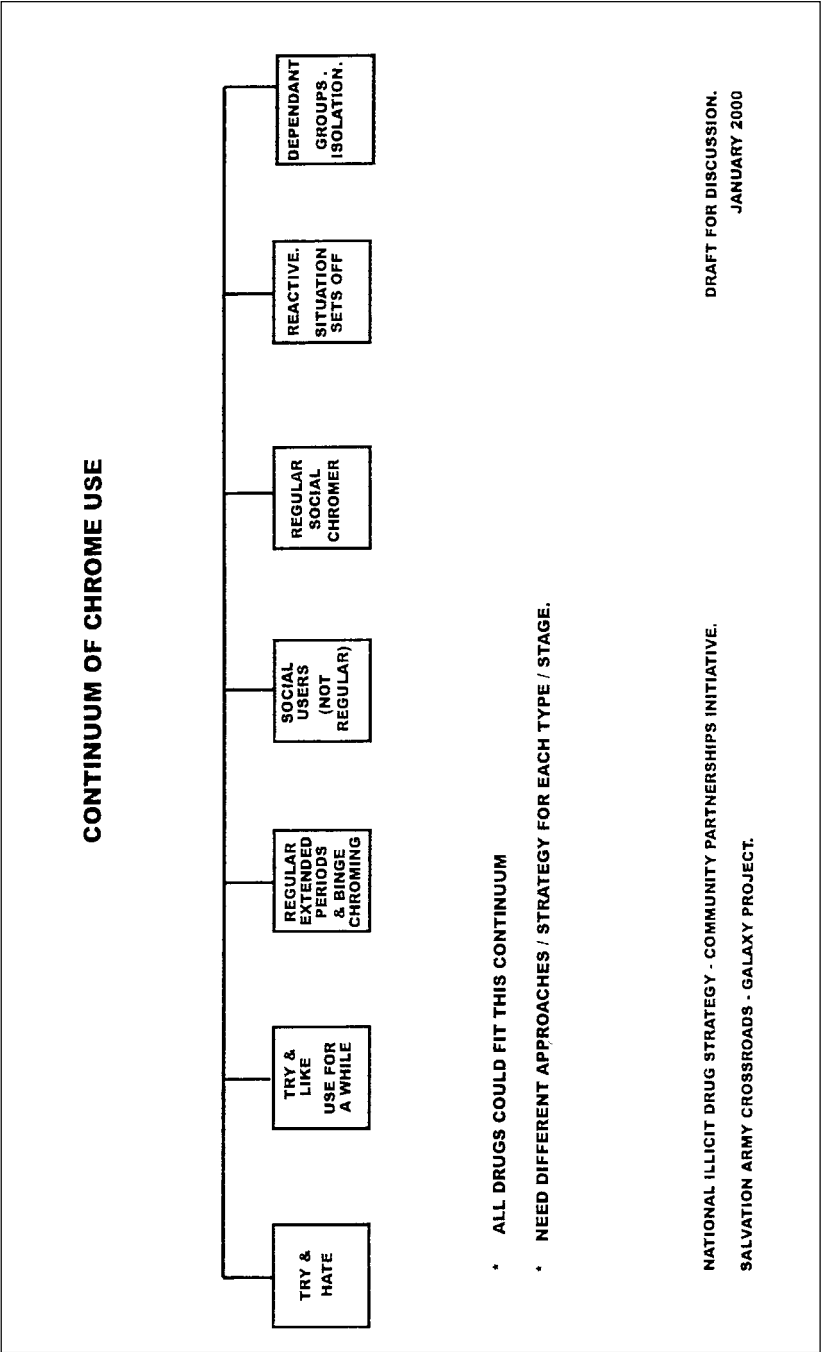 CONTINUUM OF CHROME USE
TRY &
HATE
TRY &
LIKE
USE FOR
A WHILE
REGULAR
EXTENDED
PERIODS
& BINGE
CHROMING
SOCIAL
USERS
(NOT
REGULAR)
REGULAR
SOCIAL
CHROMER
REACTIVE.
SITUATION
SETS OFF
DEPENDANT
GROUPS.
ISOLATION.
* ALL DRUGS COULD FIT THIS CONTINUUM
* NEED DIFFERENT APPROACHES / STRATEGY FOR EACH TYPE / STAGE.
NATIONAL ILLICIT DRUG STRATEGY - COMMUNITY PARTNERSHIPS INITIATIVE.
SALVATION ARMY CROSSROADS - GALAXY PROJECT.
DRAFT FOR DISCUSSION.
JANUARY 2000